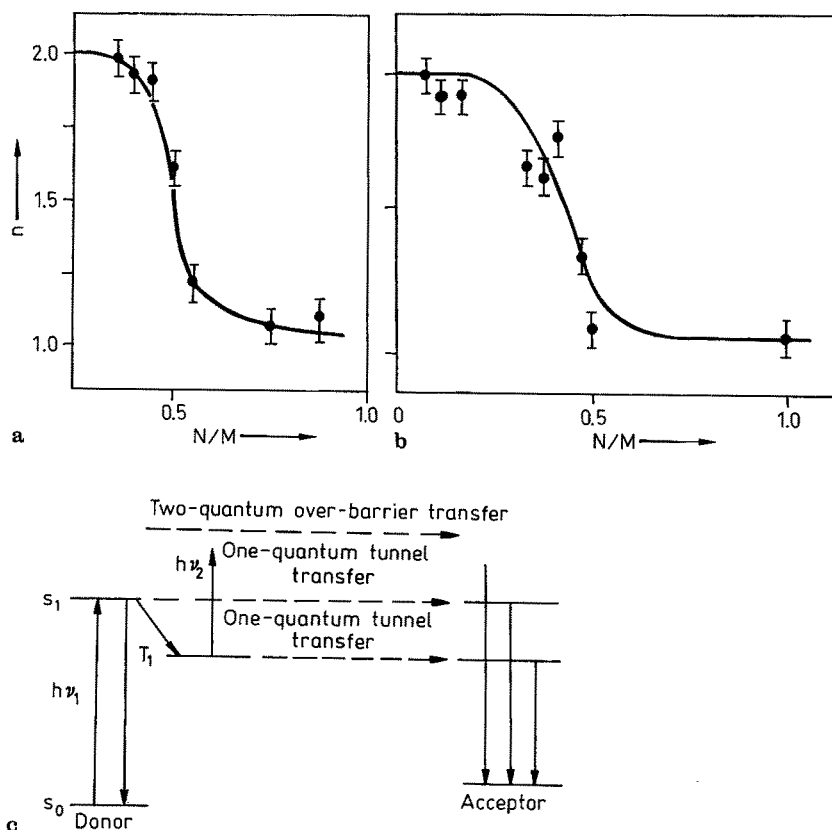 2.0
1.5
1.0
n
0.5
1.0
N/M
a
0
0.5
1.0
N/M
b
Two-quantum over-barrier transfer
hν₂
One-quantum tunnel
transfer
S₁
One-quantum tunnel
transfer
T₁
hν₁
S₀
Donor
Acceptor
c